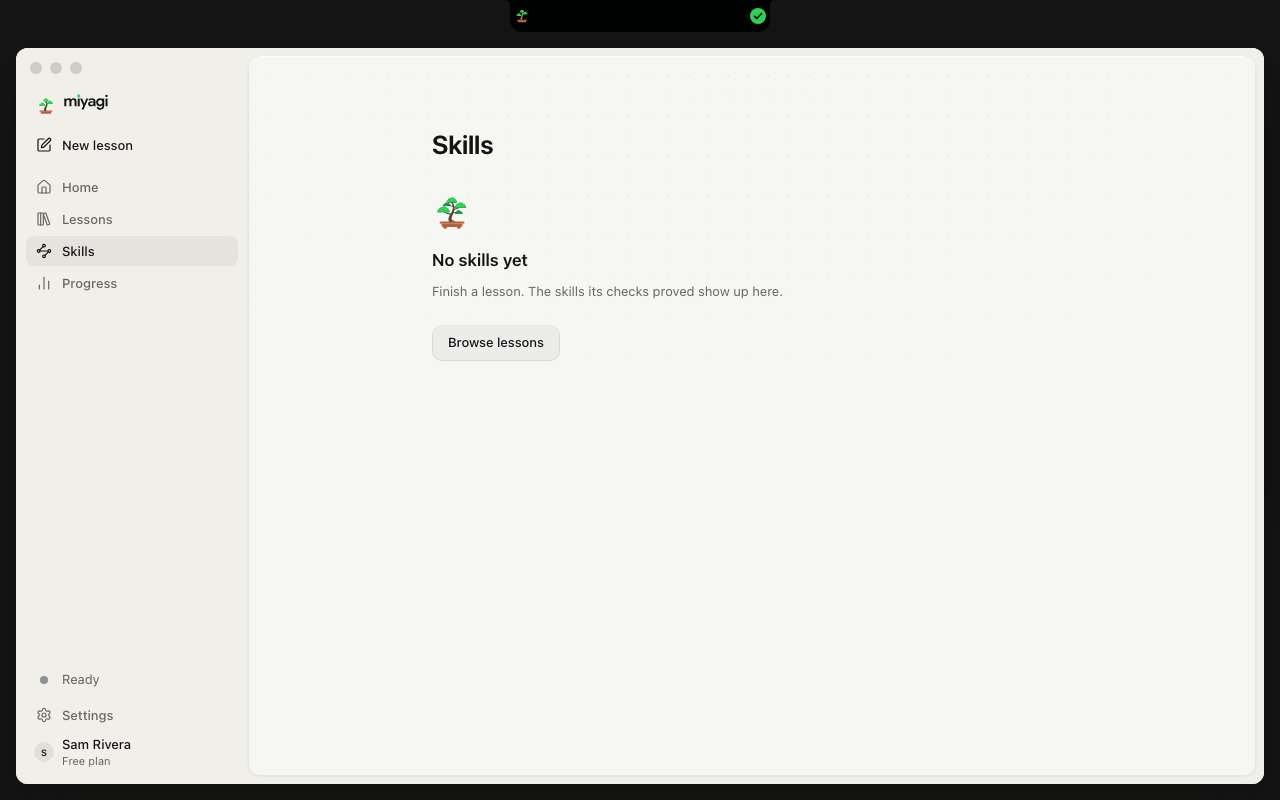 miyagi
New lesson
Home
Lessons
Skills
Progress
Ready
Settings
S
Sam Rivera
Free plan
Skills
No skills yet
Finish a lesson. The skills its checks proved show up here.
Browse lessons